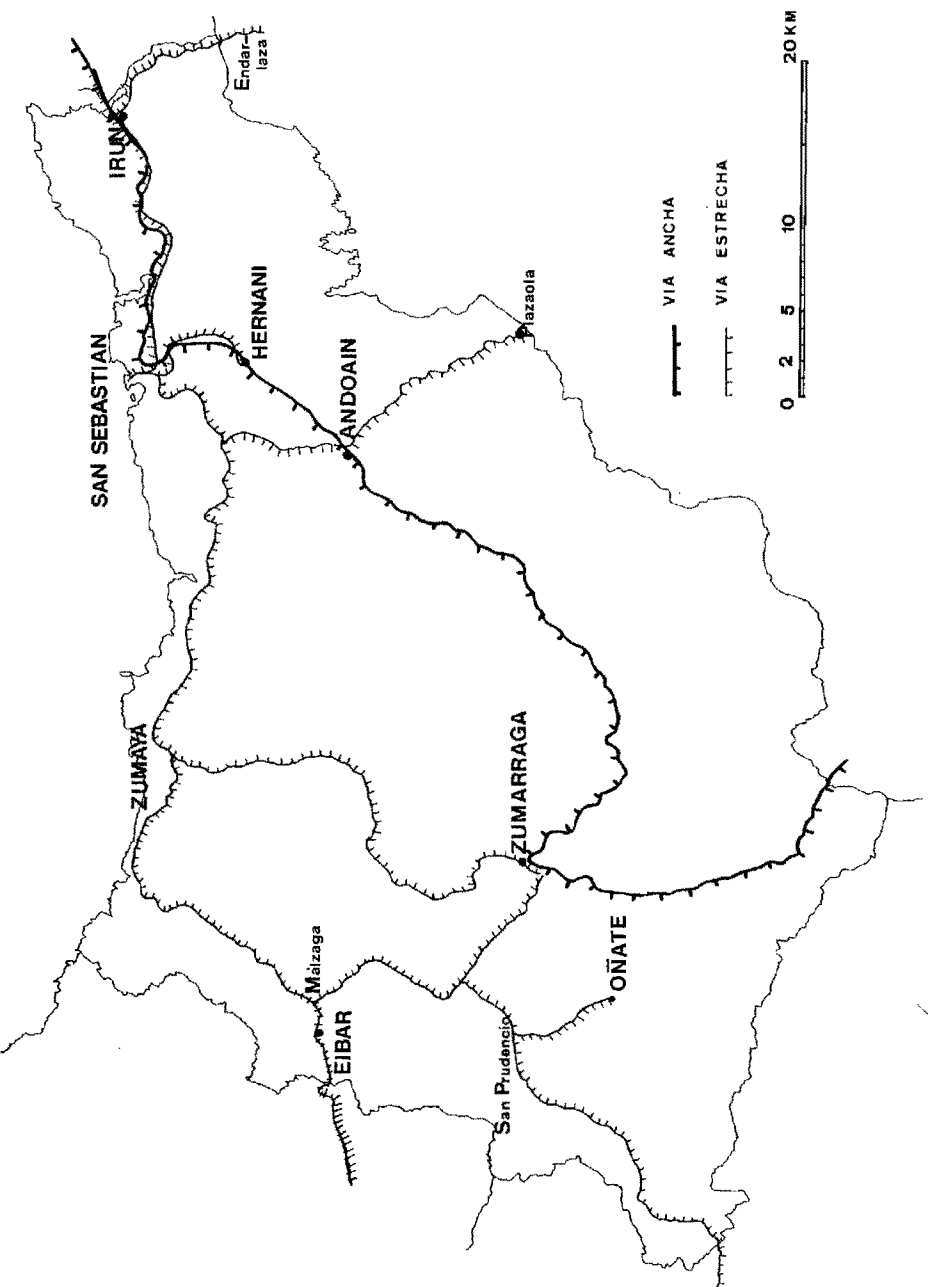 IRUN
Endar-
laza
SAN SEBASTIAN
HERNANI
ANDOAIN
Plazaola
ZUMAYA
ZUMARRAGA
Málzaga
EIBAR
San Prudencio
OÑATE
VIA ANCHA
VIA ESTRECHA
0 2 5 10 20 KM